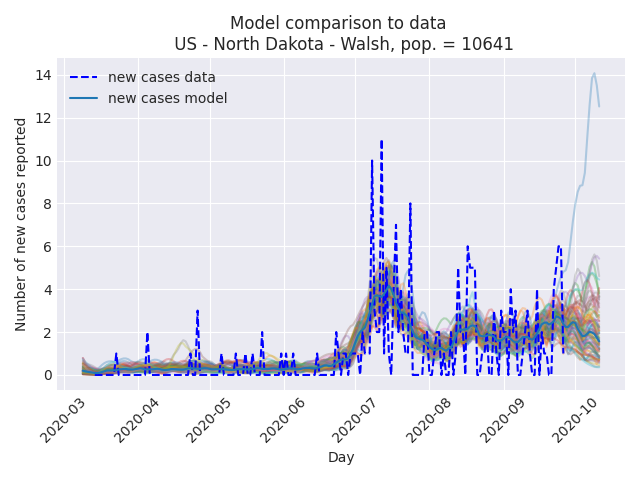 Model comparison to data
US - North Dakota - Walsh, pop. = 10641
new cases data
new cases model
Number of new cases reported
14
12
10
8
6
4
2
0
2020-03
2020-04
2020-05
2020-06
2020-07
2020-08
2020-09
2020-10
Day